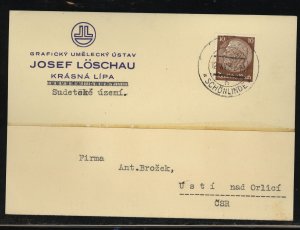 GRAFICKÝ UMĚLECKÝ ÚSTAV
JOSEF LÖSCHAU
KRÁSNÁ LÍPA
Sudetské území.
SCHÖNLINDE
Firma
Ant.Brožek,
Ústí nad Orlicí
ČSR